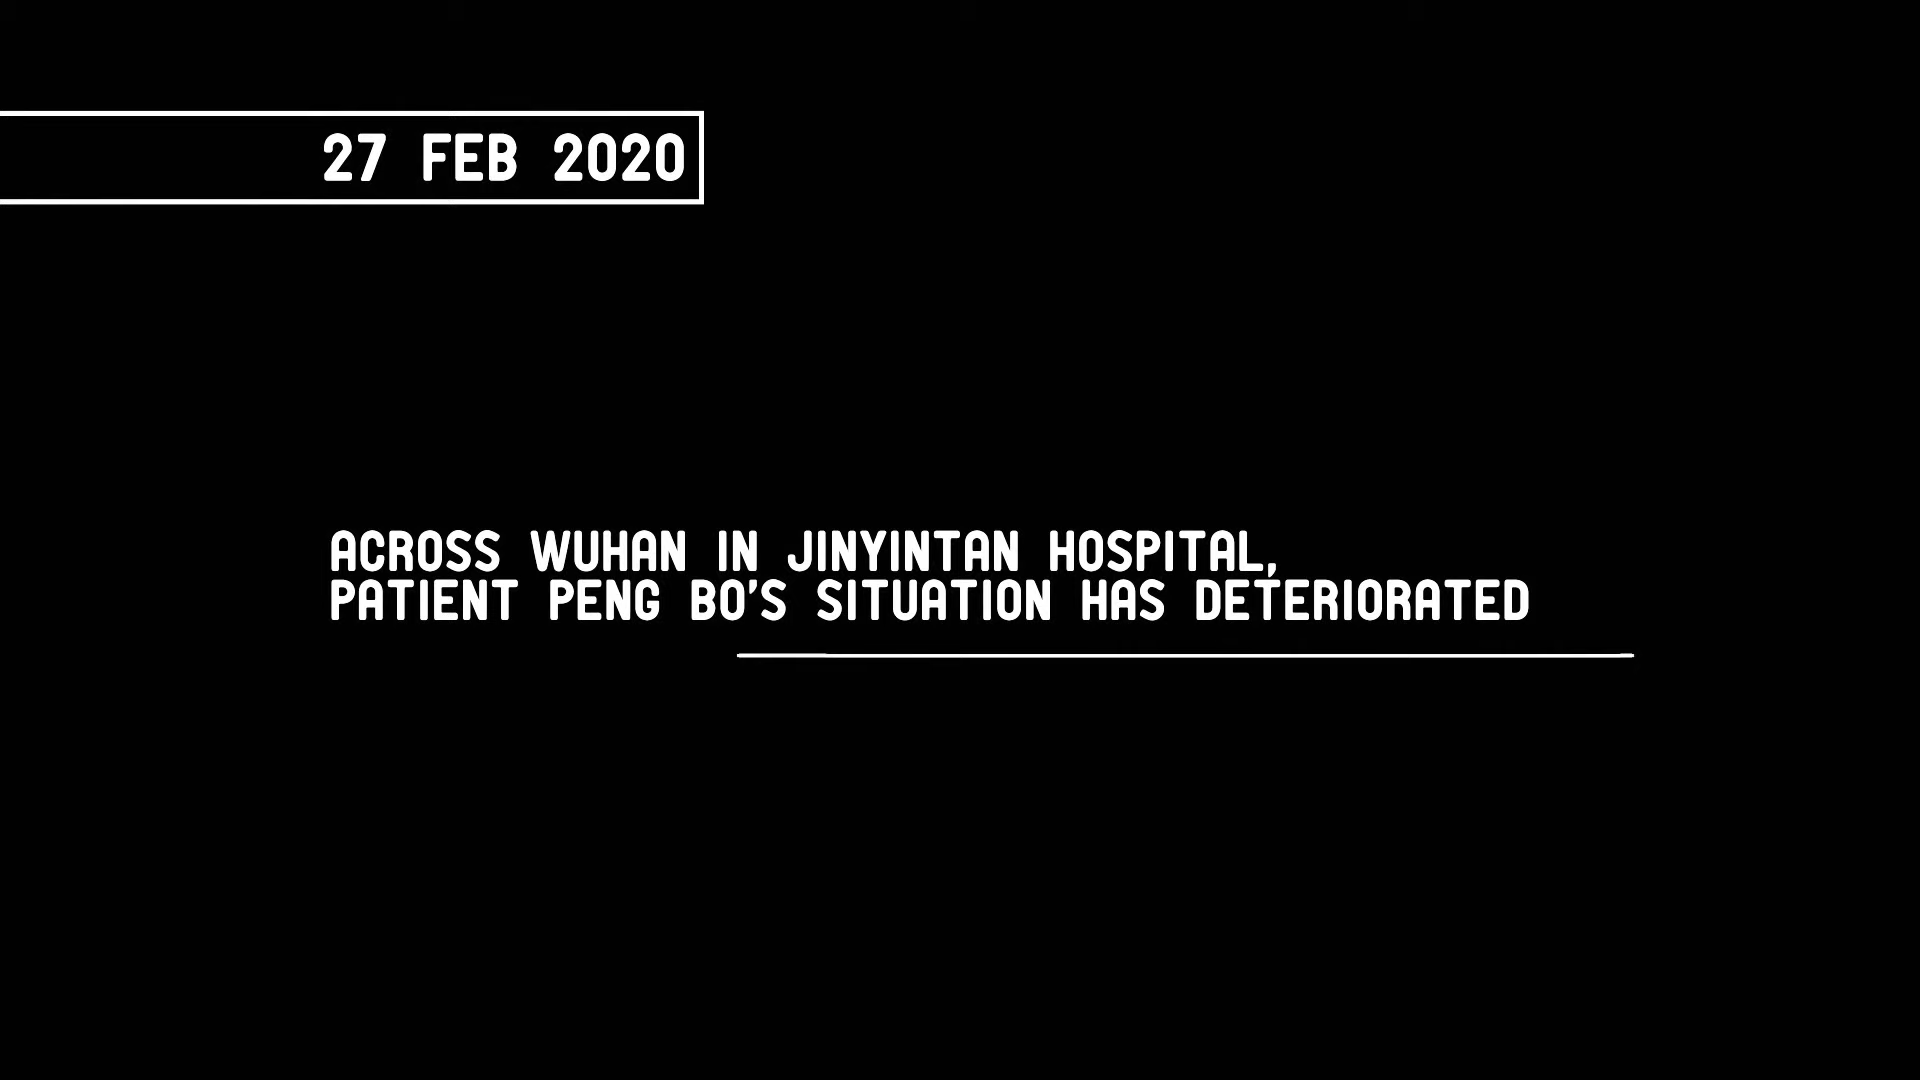 27 FEB 2020
ACROSS WUHAN IN JINYINTAN HOSPITAL,
PATIENT PENG BO'S SITUATION HAS DETERIORATED